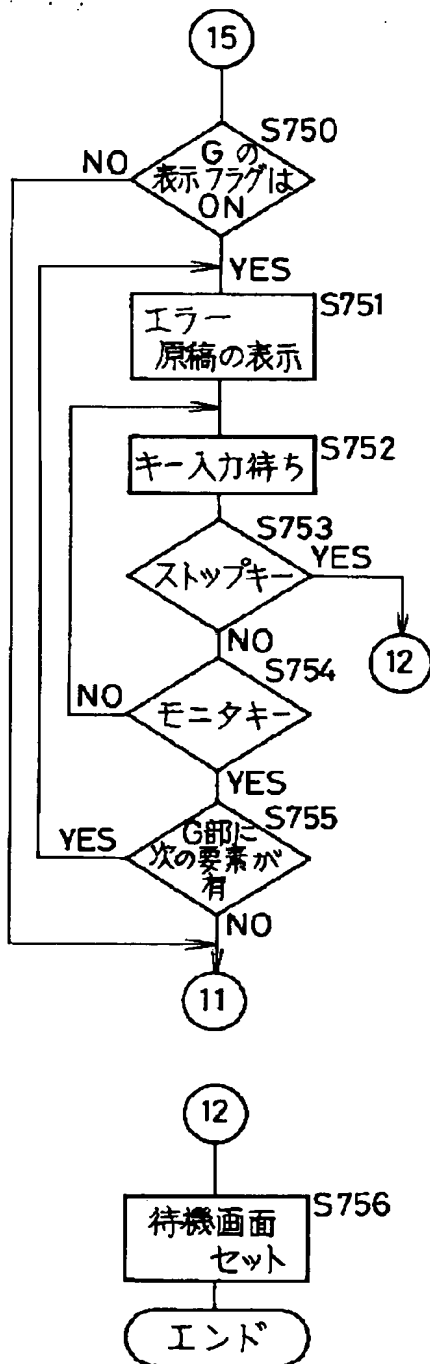 15
S750
G の
NO
表示フラグは
ON
YES
S751
エラー
原稿の表示
S752
キー入力待ち
S753
YES
ストップキー
NO
12
S754
NO
モニタキー
YES
S755
YES
G部に
次の要素が
有
NO
11
12
S756
待機画面
セット
エンド